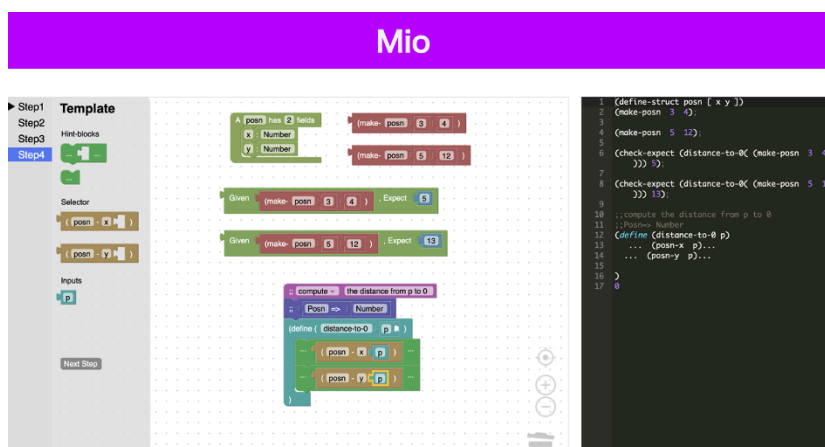 Mio
Step1
Step2
Step3
Step4
Template
Hint-blocks
... ...
...
Selector
( posn - x )
( posn - y )
Inputs
p
Next Step
A posn has 2 fields
x : Number
y : Number
(make- posn 3 4 )
(make- posn 5 12 )
Given (make- posn 3 4 ) , Expect 5
Given (make- posn 5 12 ) , Expect 13
;; compute the distance from p to 0
;; Posn => Number
(define ( distance-to-0 p )
... ( posn - x p ) ...
... ( posn - y p ) ...
)
1 (define-struct posn [ x y ])
2 (make-posn 3 4);
3
4 (make-posn 5 12);
5
6 (check-expect (distance-to-0( (make-posn 3 4
))) 5);
7
8 (check-expect (distance-to-0( (make-posn 5 1
))) 13);
9
10 ;;compute the distance from p to 0
11 ;;Posn=> Number
12 (define (distance-to-0 p)
13 ... (posn-x p)...
14 ... (posn-y p)...
15
16 )
17 0